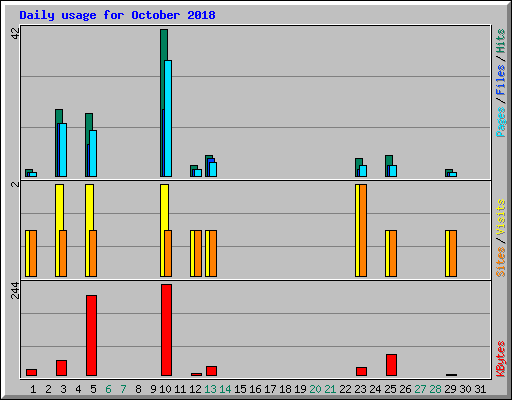 Daily usage for October 2018
42
2
244
Pages / Files / Hits
Sites / Visits
KBytes
1 2 3 4 5 6 7 8 9 10 11 12 13 14 15 16 17 18 19 20 21 22 23 24 25 26 27 28 29 30 31